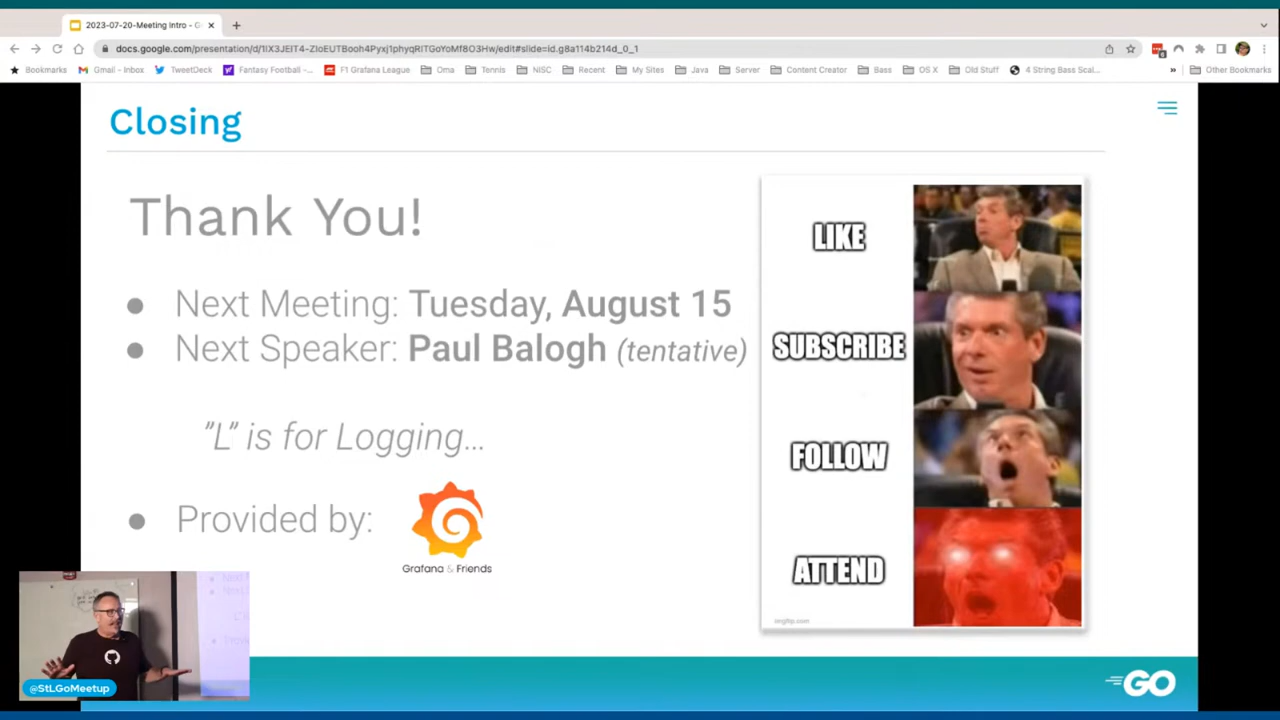 2023-07-20-Meeting Intro - G
docs.google.com/presentation/d/1IX3JEIT4-ZIoEUTBooh4Pyxj1phyqRITGoYoMf8O3Hw/edit#slide=id.g8a114b214d_0_1
Bookmarks
Gmail - Inbox
TweetDeck
Fantasy Football -...
F1 Grafana League
Oma
Tennis
NISC
Recent
My Sites
Java
Server
Content Creator
Bass
OS X
Old Stuff
4 String Bass Scal...
»
Other Bookmarks
Closing
Thank You!
● Next Meeting: Tuesday, August 15
● Next Speaker: Paul Balogh (tentative)
"L" is for Logging...
● Provided by:
Grafana & Friends
LIKE
SUBSCRIBE
FOLLOW
ATTEND
imgflip.com
@StLGoMeetup
GO